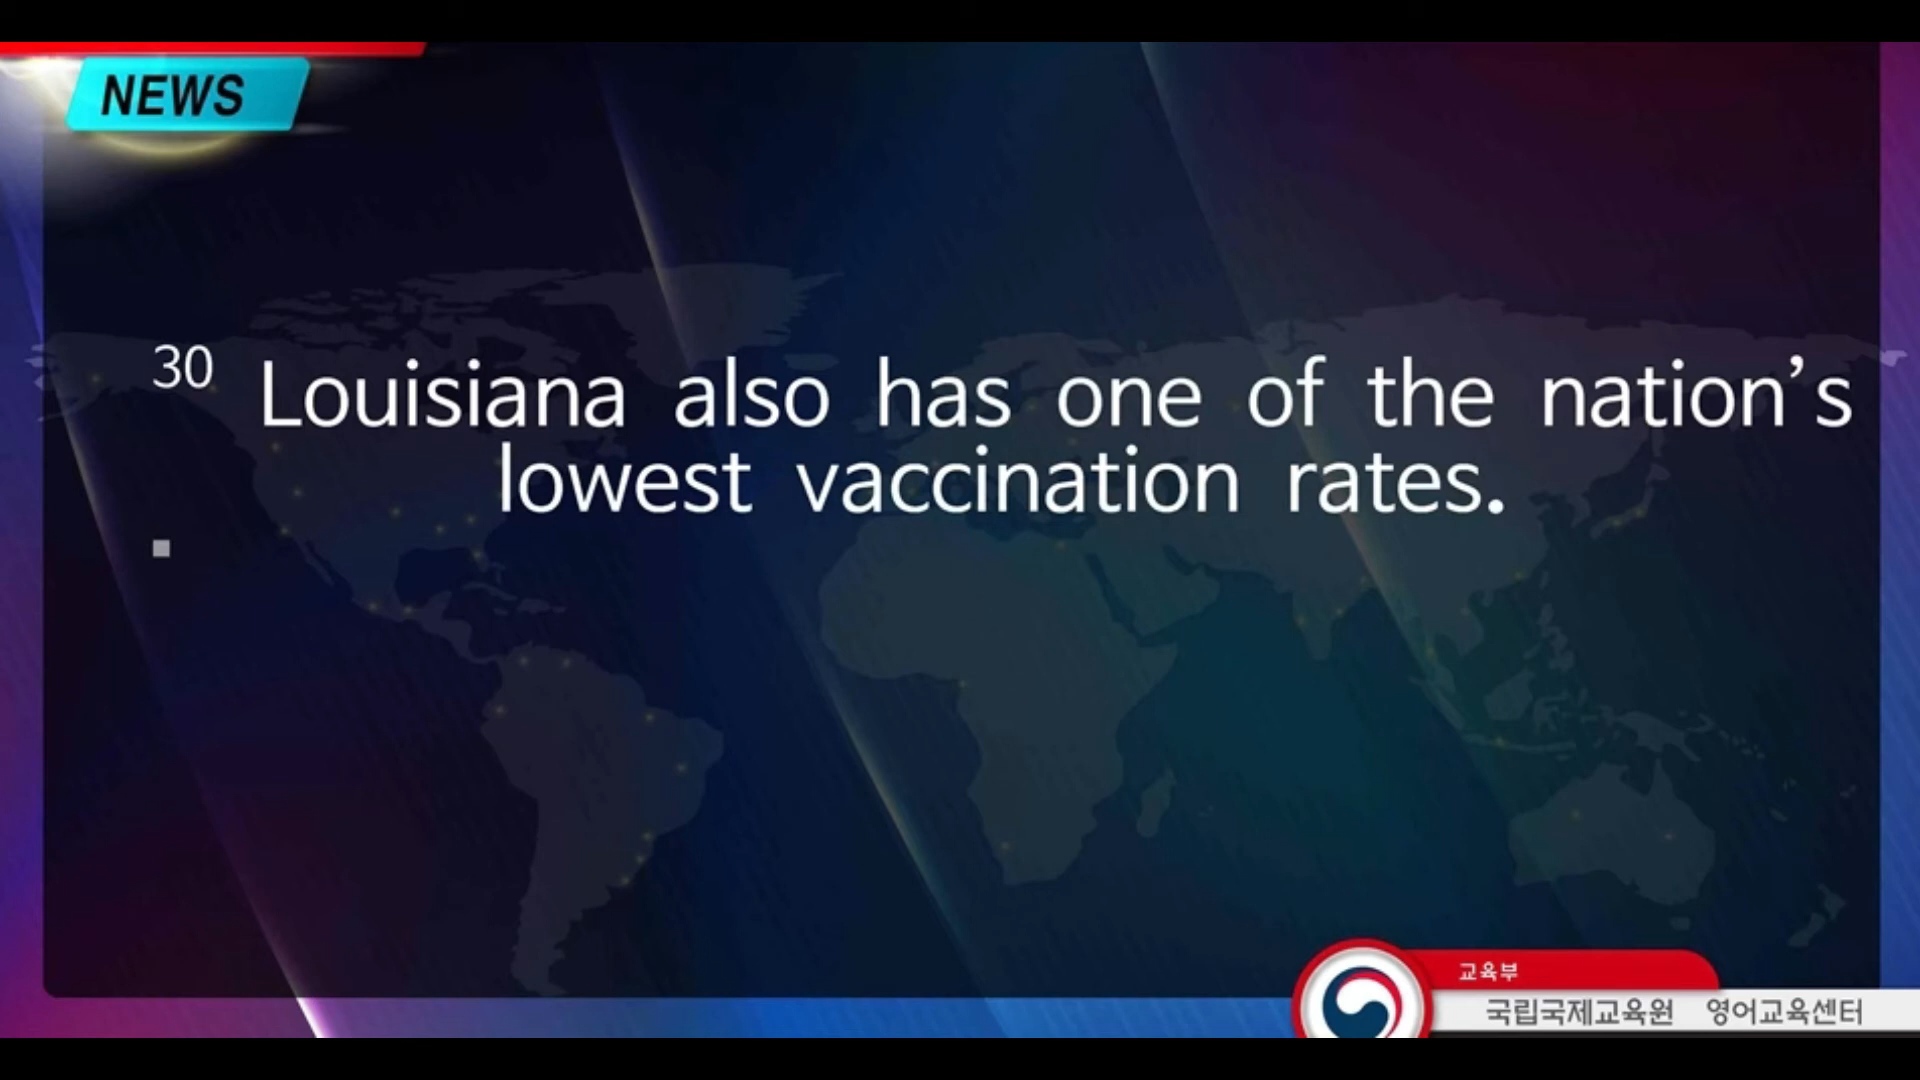 NEWS
30 Louisiana also has one of the nation's
lowest vaccination rates.
교육부
국립국제교육원 영어교육센터